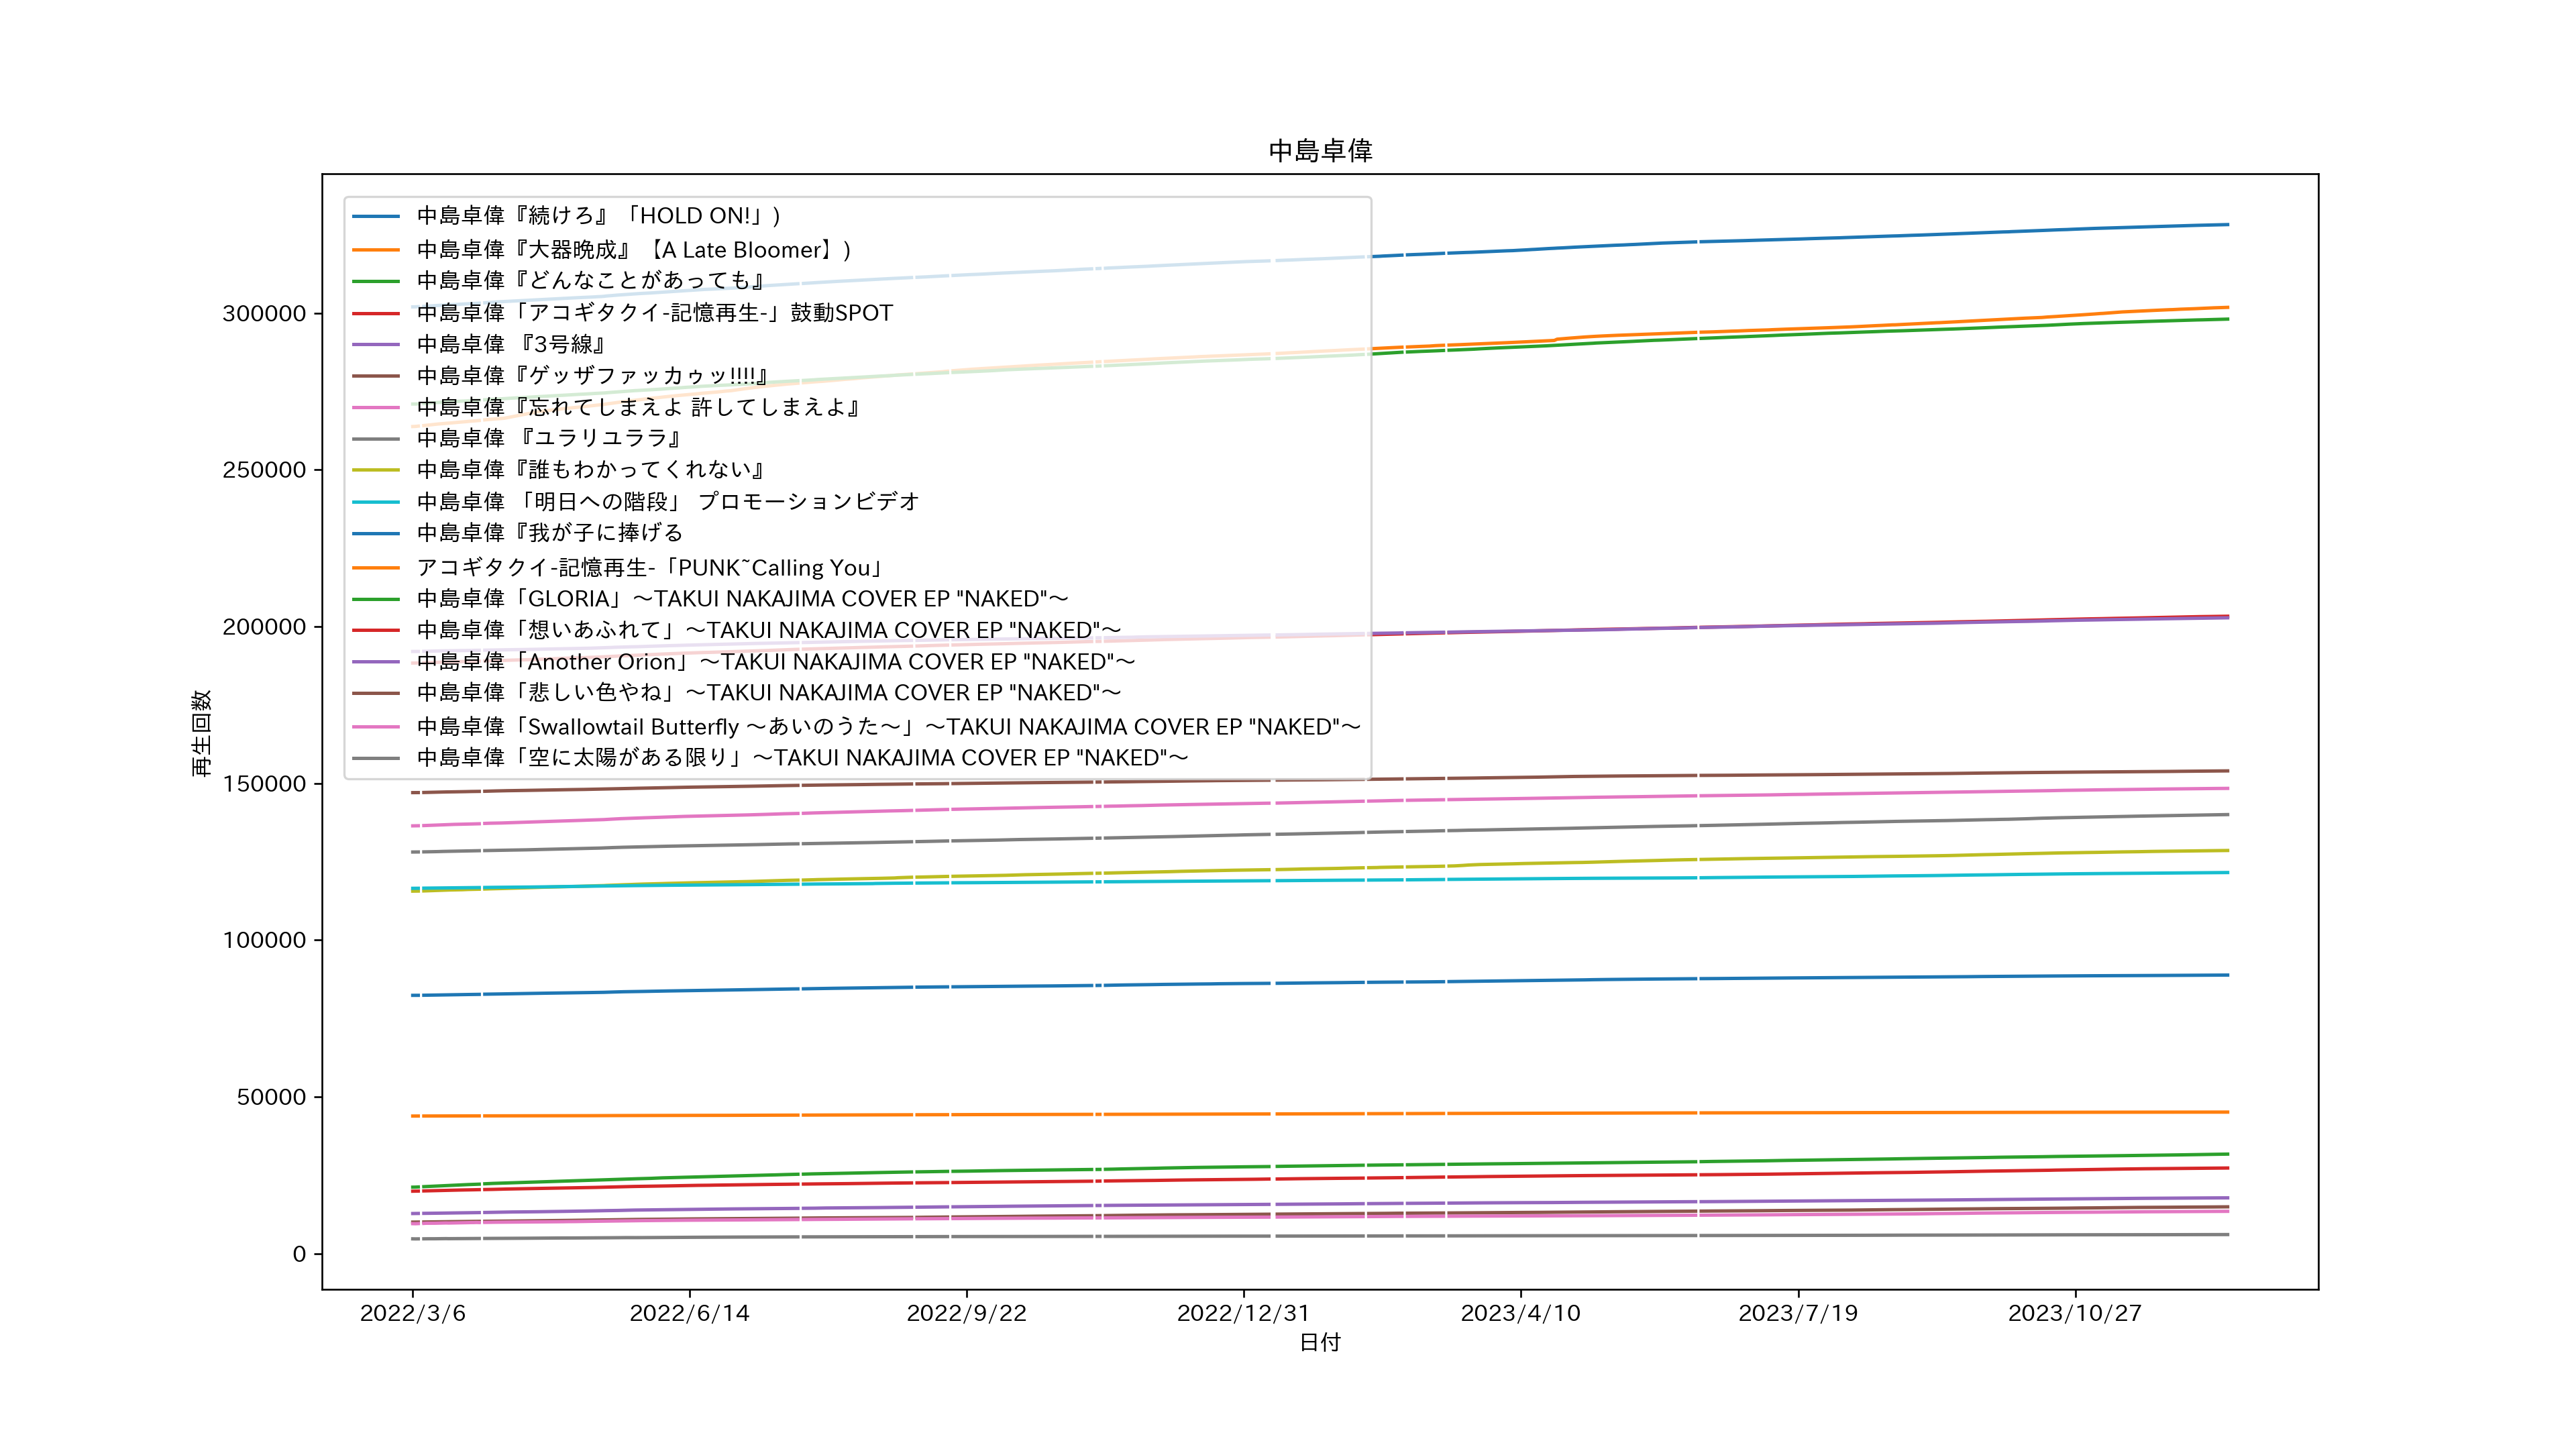 中島卓偉
中島卓偉『続けろ』「HOLD ON!」)
中島卓偉『大器晩成』【A Late Bloomer】)
中島卓偉『どんなことがあっても』
中島卓偉「アコギタクイ-記憶再生-」鼓動SPOT
中島卓偉 『3号線』
中島卓偉『ゲッザファッカゥッ!!!!』
中島卓偉『忘れてしまえよ 許してしまえよ』
中島卓偉 『ユラリユララ』
中島卓偉『誰もわかってくれない』
中島卓偉 「明日への階段」 プロモーションビデオ
中島卓偉『我が子に捧げる
アコギタクイ-記憶再生-「PUNK~Calling You」
中島卓偉「GLORIA」～TAKUI NAKAJIMA COVER EP "NAKED"～
中島卓偉「想いあふれて」～TAKUI NAKAJIMA COVER EP "NAKED"～
中島卓偉「Another Orion」～TAKUI NAKAJIMA COVER EP "NAKED"～
中島卓偉「悲しい色やね」～TAKUI NAKAJIMA COVER EP "NAKED"～
中島卓偉「Swallowtail Butterfly ～あいのうた～」～TAKUI NAKAJIMA COVER EP "NAKED"～
中島卓偉「空に太陽がある限り」～TAKUI NAKAJIMA COVER EP "NAKED"～
再生回数
300000
250000
200000
150000
100000
50000
0
2022/3/6 2022/6/14 2022/9/22 2022/12/31 2023/4/10 2023/7/19 2023/10/27
日付